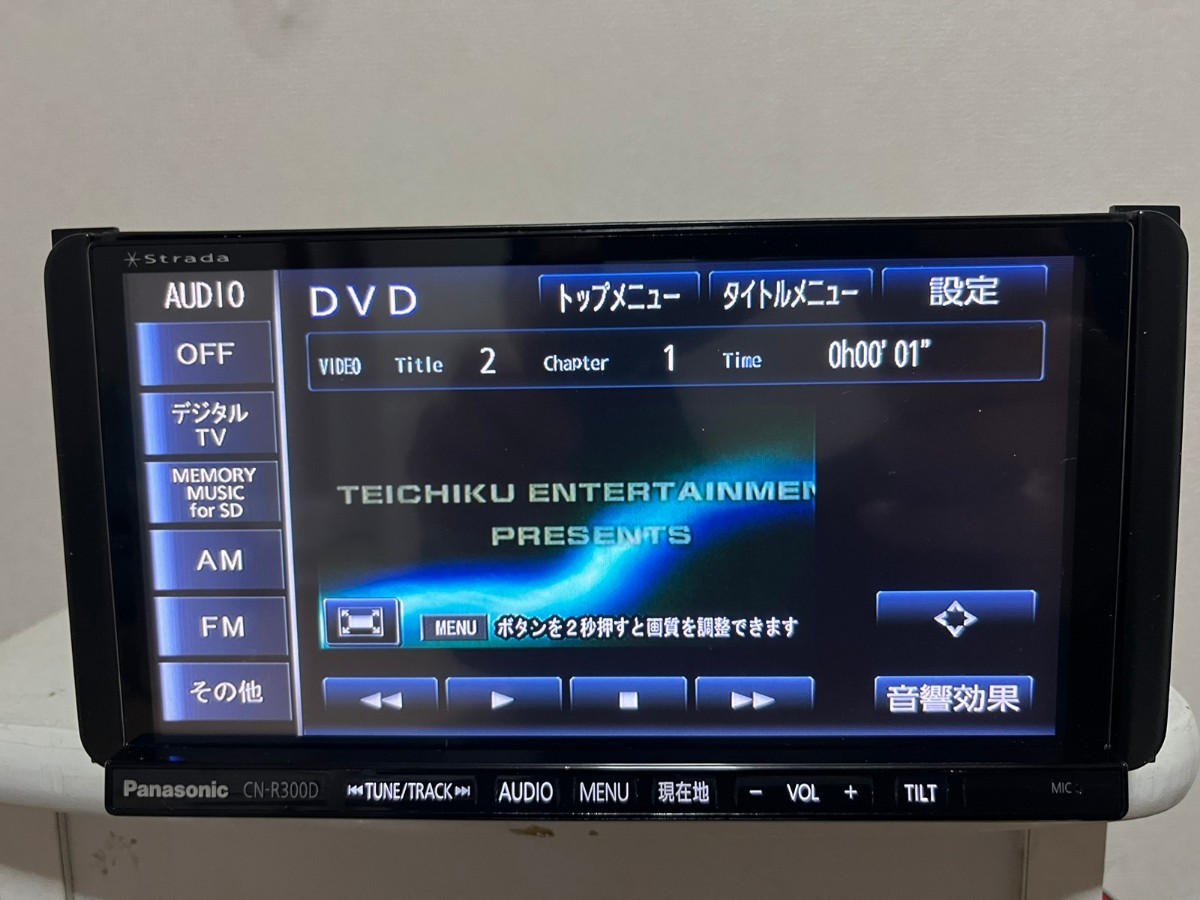 Strada
AUDIO
DVD
トップメニュー
タイトルメニュー
設定
OFF
VIDEO Title 2 Chapter 1 Time 0h00'01"
デジタル
TV
MEMORY
MUSIC
for SD
TEICHIKU ENTERTAINMEN
PRESENTS
AM
FM
MENU ボタンを2秒押すと画質を調整できます
その他
音響効果
Panasonic CN-R300D TUNE/TRACK AUDIO MENU 現在地 − VOL + TILT MIC